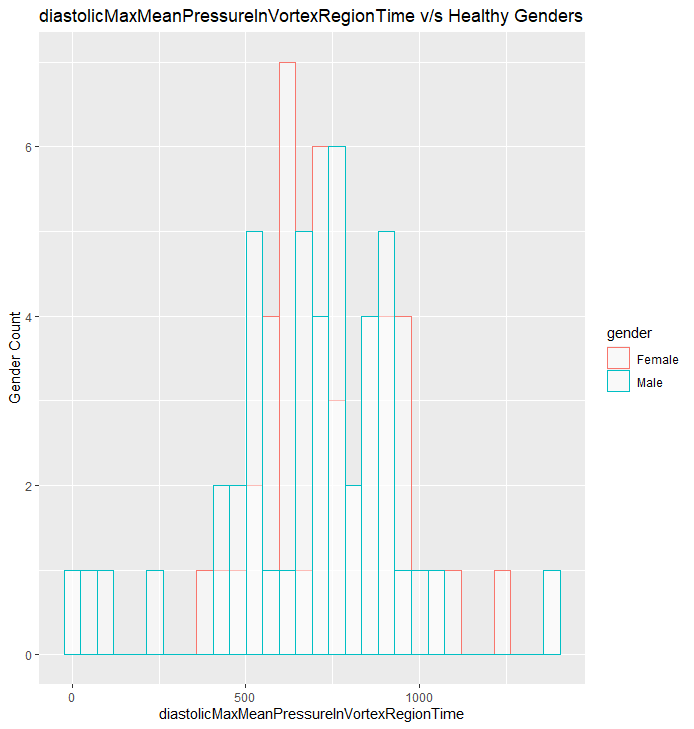 diastolicMaxMeanPressureInVortexRegionTime v/s Healthy Genders
6
4
2
0
Gender Count
0
500
1000
diastolicMaxMeanPressureInVortexRegionTime
gender
Female
Male